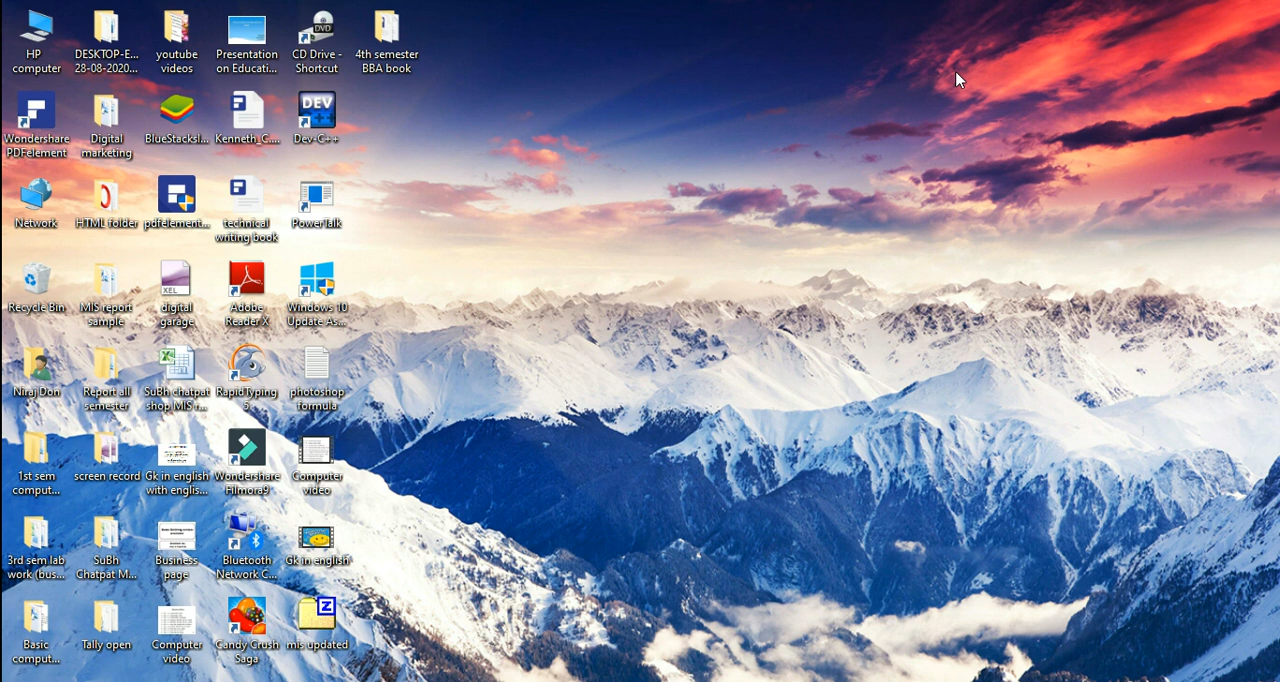 HP
computer
DESKTOP-E...
28-08-2020...
youtube
videos
Presentation
on Educati...
CD Drive -
Shortcut
4th semester
BBA book
Wondershare
PDFelement
Digital
marketing
BlueStacksI...
Kenneth_C....
Dev-C++
Network
HTML folder
pdfelement...
technical
writing book
PowerTalk
Recycle Bin
MIS report
sample
digital
garage
Adobe
Reader X
Windows 10
Update As...
Niraj Don
Report all
semester
SuBh chatpat
shop MIS r...
RapidTyping
5
photoshop
formula
1st sem
comput...
screen record
Gk in english
with englis...
Wondershare
Filmora9
Computer
video
3rd sem lab
work (bus...
SuBh
Chatpat M...
Business
page
Bluetooth
Network C...
Gk in english
Basic
comput...
Tally open
Computer
video
Candy Crush
Saga
mis updated
DVD
DEV
XEL